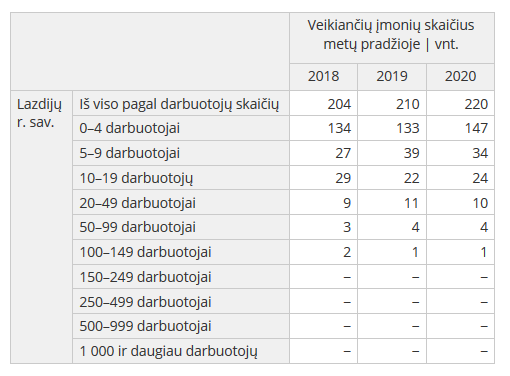 Veikiančių įmonių skaičius
metų pradžioje | vnt.
2018 2019 2020
Lazdijų Iš viso pagal darbuotojų skaičių 204 210 220
r. sav. 0–4 darbuotojai 134 133 147
5–9 darbuotojai 27 39 34
10–19 darbuotojų 29 22 24
20–49 darbuotojai 9 11 10
50–99 darbuotojai 3 4 4
100–149 darbuotojai 2 1 1
150–249 darbuotojai – – –
250–499 darbuotojai – – –
500–999 darbuotojai – – –
1 000 ir daugiau darbuotojų – – –